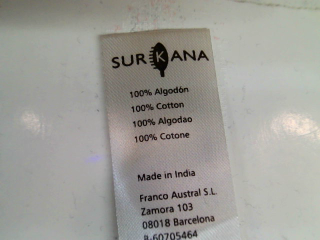 SURKANA
100% Algodón
100% Cotton
100% Algodao
100% Cotone
Made in India
Franco Austral S.L.
Zamora 103
08018 Barcelona
B-60705464